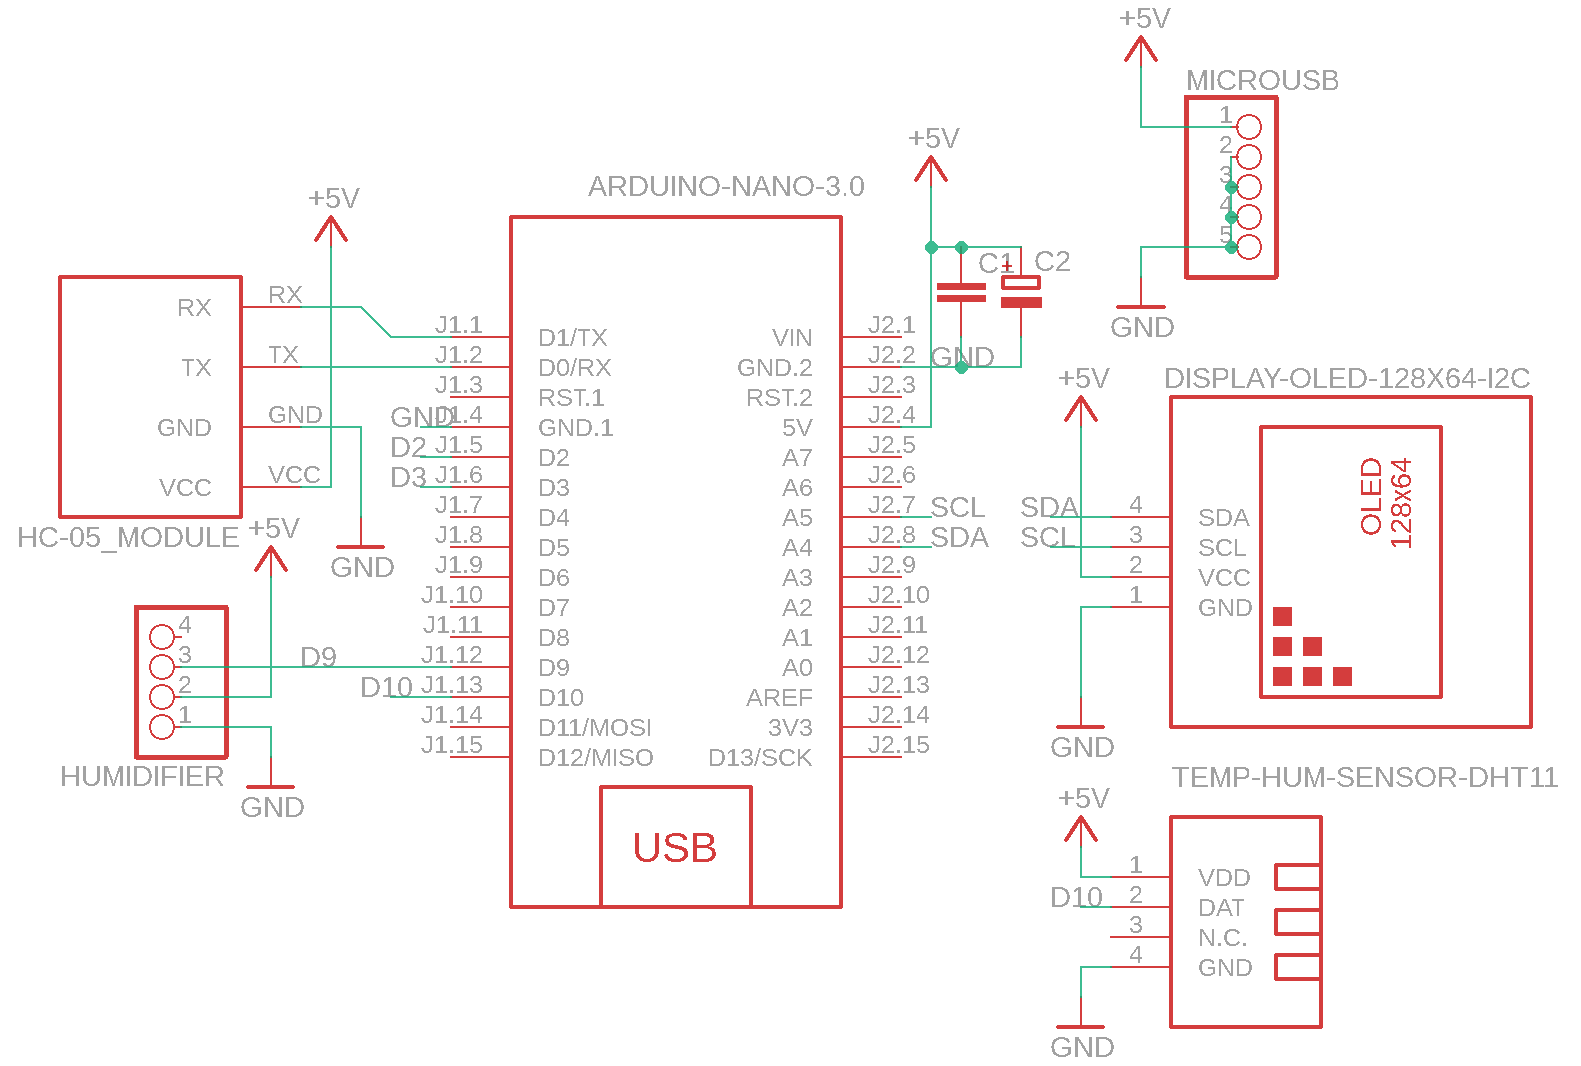 +5V
MICROUSB
1
2
3
4
5
GND
+5V
C1
+
C2
GND
ARDUINO-NANO-3.0
J1.1 D1/TX VIN J2.1
J1.2 D0/RX GND.2 J2.2
J1.3 RST.1 RST.2 J2.3
GND J1.4 GND.1 5V J2.4
D2 J1.5 D2 A7 J2.5
D3 J1.6 D3 A6 J2.6
J1.7 D4 A5 J2.7 SCL
J1.8 D5 A4 J2.8 SDA
J1.9 D6 A3 J2.9
J1.10 D7 A2 J2.10
J1.11 D8 A1 J2.11
D9 J1.12 D9 A0 J2.12
D10 J1.13 D10 AREF J2.13
J1.14 D11/MOSI 3V3 J2.14
J1.15 D12/MISO D13/SCK J2.15
USB
+5V
RX RX
TX TX
GND GND
VCC VCC
HC-05_MODULE
GND
+5V
4
3
2
1
HUMIDIFIER
GND
+5V
DISPLAY-OLED-128X64-I2C
OLED
128x64
SDA 4 SDA
SCL 3 SCL
2 VCC
1 GND
GND
TEMP-HUM-SENSOR-DHT11
+5V
1 VDD
D10 2 DAT
3 N.C.
4 GND
GND